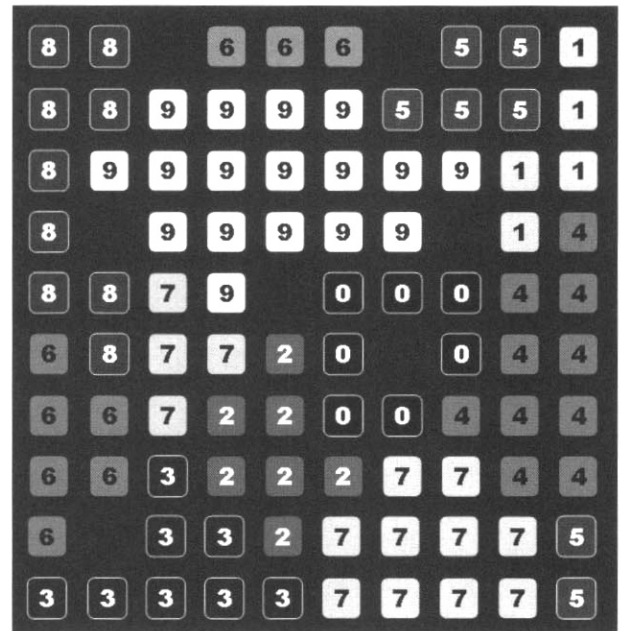 8 8 6 6 6 5 5 1
8 8 9 9 9 9 5 5 5 1
8 9 9 9 9 9 9 9 1 1
8 9 9 9 9 9 1 4
8 8 7 9 0 0 0 4 4
6 8 7 7 2 0 0 4 4
6 6 7 2 2 0 0 4 4 4
6 6 3 2 2 2 7 7 4 4
6 3 3 2 7 7 7 7 5
3 3 3 3 3 7 7 7 7 5